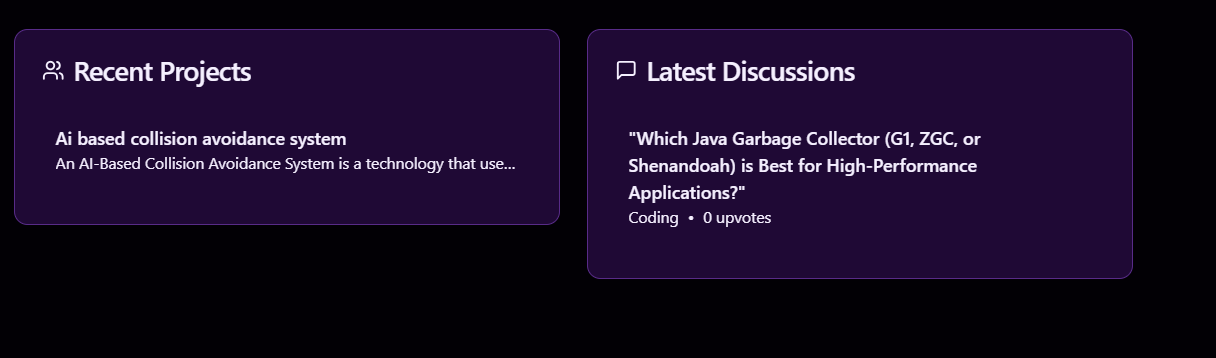 Recent Projects
Ai based collision avoidance system
An AI-Based Collision Avoidance System is a technology that use...
Latest Discussions
"Which Java Garbage Collector (G1, ZGC, or
Shenandoah) is Best for High-Performance
Applications?"
Coding • 0 upvotes